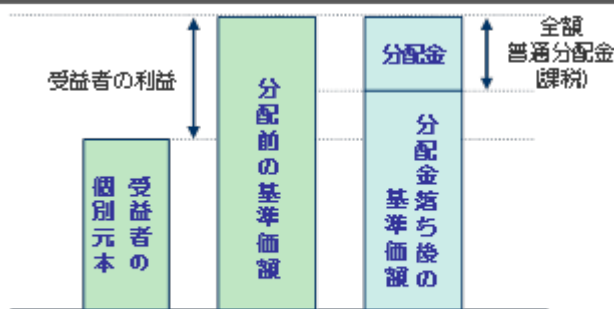 全額
普通分配金
(課税)
受益者の利益
分配金
分配前の基準価額
分配金落ち後の
基準価額
受益者の
個別元本